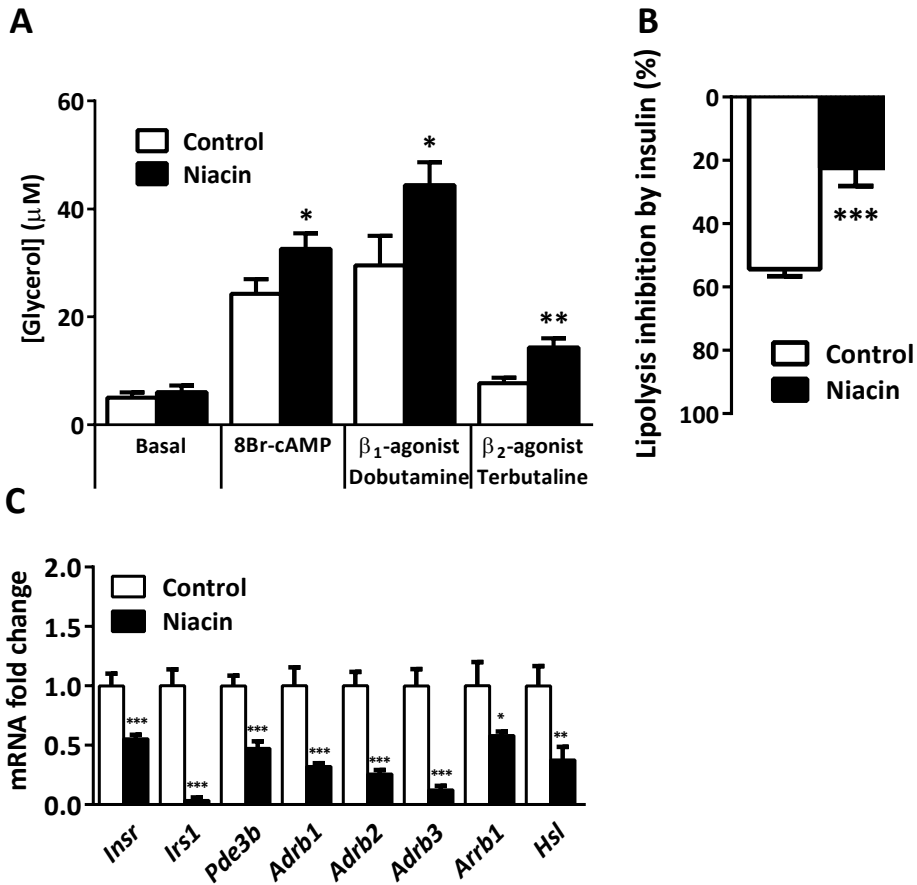 A
[Glycerol] (μM)
60
40
20
0
Control
Niacin
*
*
**
Basal
8Br-cAMP
β1-agonist
Dobutamine
β2-agonist
Terbutaline
B
Lipolysis inhibition by insulin (%)
0
20
40
60
80
100
***
Control
Niacin
C
mRNA fold change
2.0
1.5
1.0
0.5
0.0
Control
Niacin
***
***
***
***
***
***
*
**
Insr
Irs1
Pde3b
Adrb1
Adrb2
Adrb3
Arrb1
Hsl